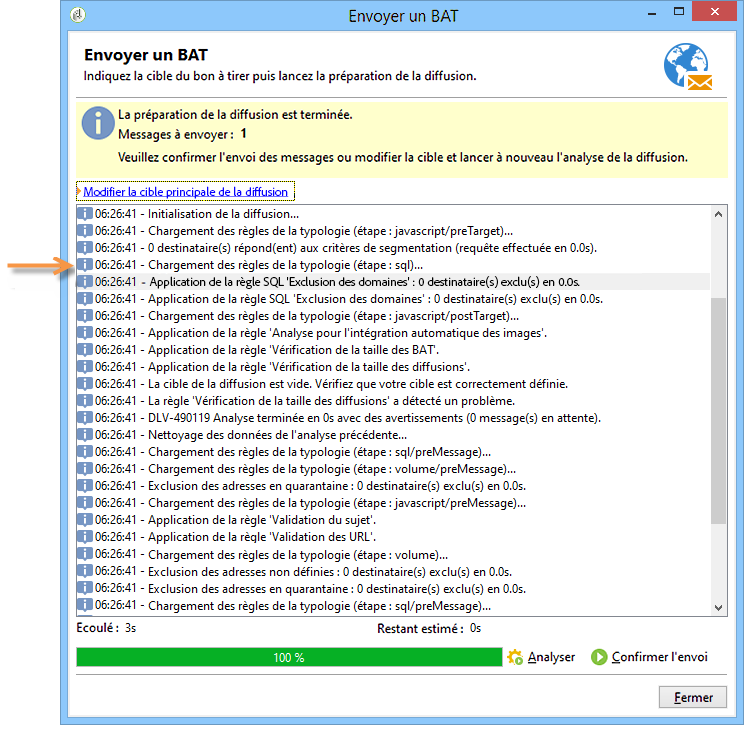 Envoyer un BAT
Envoyer un BAT
Indiquez la cible du bon à tirer puis lancez la préparation de la diffusion.
La préparation de la diffusion est terminée.
Messages à envoyer : 1
Veuillez confirmer l'envoi des messages ou modifier la cible et lancer à nouveau l'analyse de la diffusion.
Modifier la cible principale de la diffusion
06:26:41 - Initialisation de la diffusion...
06:26:41 - Chargement des règles de la typologie (étape : javascript/preTarget)...
06:26:41 - 0 destinataire(s) répond(ent) aux critères de segmentation (requête effectuée en 0.0s).
06:26:41 - Chargement des règles de la typologie (étape : sql)...
06:26:41 - Application de la règle SQL 'Exclusion des domaines' : 0 destinataire(s) exclu(s) en 0.0s.
06:26:41 - Application de la règle SQL 'Exclusion des domaines' : 0 destinataire(s) exclu(s) en 0.0s.
06:26:41 - Chargement des règles de la typologie (étape : javascript/postTarget)...
06:26:41 - Application de la règle 'Analyse pour l'intégration automatique des images'.
06:26:41 - Application de la règle 'Vérification de la taille des BAT'.
06:26:41 - Application de la règle 'Vérification de la taille des diffusions'.
06:26:41 - La cible de la diffusion est vide. Vérifiez que votre cible est correctement définie.
06:26:41 - La règle 'Vérification de la taille des diffusions' a détecté un problème.
06:26:41 - DLV-490119 Analyse terminée en 0s avec des avertissements (0 message(s) en attente).
06:26:41 - Nettoyage des données de l'analyse précédente...
06:26:41 - Chargement des règles de la typologie (étape : sql/preMessage)...
06:26:41 - Chargement des règles de la typologie (étape : volume/preMessage)...
06:26:41 - Exclusion des adresses en quarantaine : 0 destinataire(s) exclu(s) en 0.0s.
06:26:41 - Chargement des règles de la typologie (étape : javascript/preMessage)...
06:26:41 - Application de la règle 'Validation du sujet'.
06:26:41 - Application de la règle 'Validation des URL'.
06:26:41 - Chargement des règles de la typologie (étape : volume)...
06:26:41 - Exclusion des adresses non définies : 0 destinataire(s) exclu(s) en 0.0s.
06:26:41 - Exclusion des adresses en quarantaine : 0 destinataire(s) exclu(s) en 0.0s.
06:26:41 - Chargement des règles de la typologie (étape : sql/preMessage)...
Ecoulé : 3s Restant estimé : 0s
100 % Analyser Confirmer l'envoi
Fermer